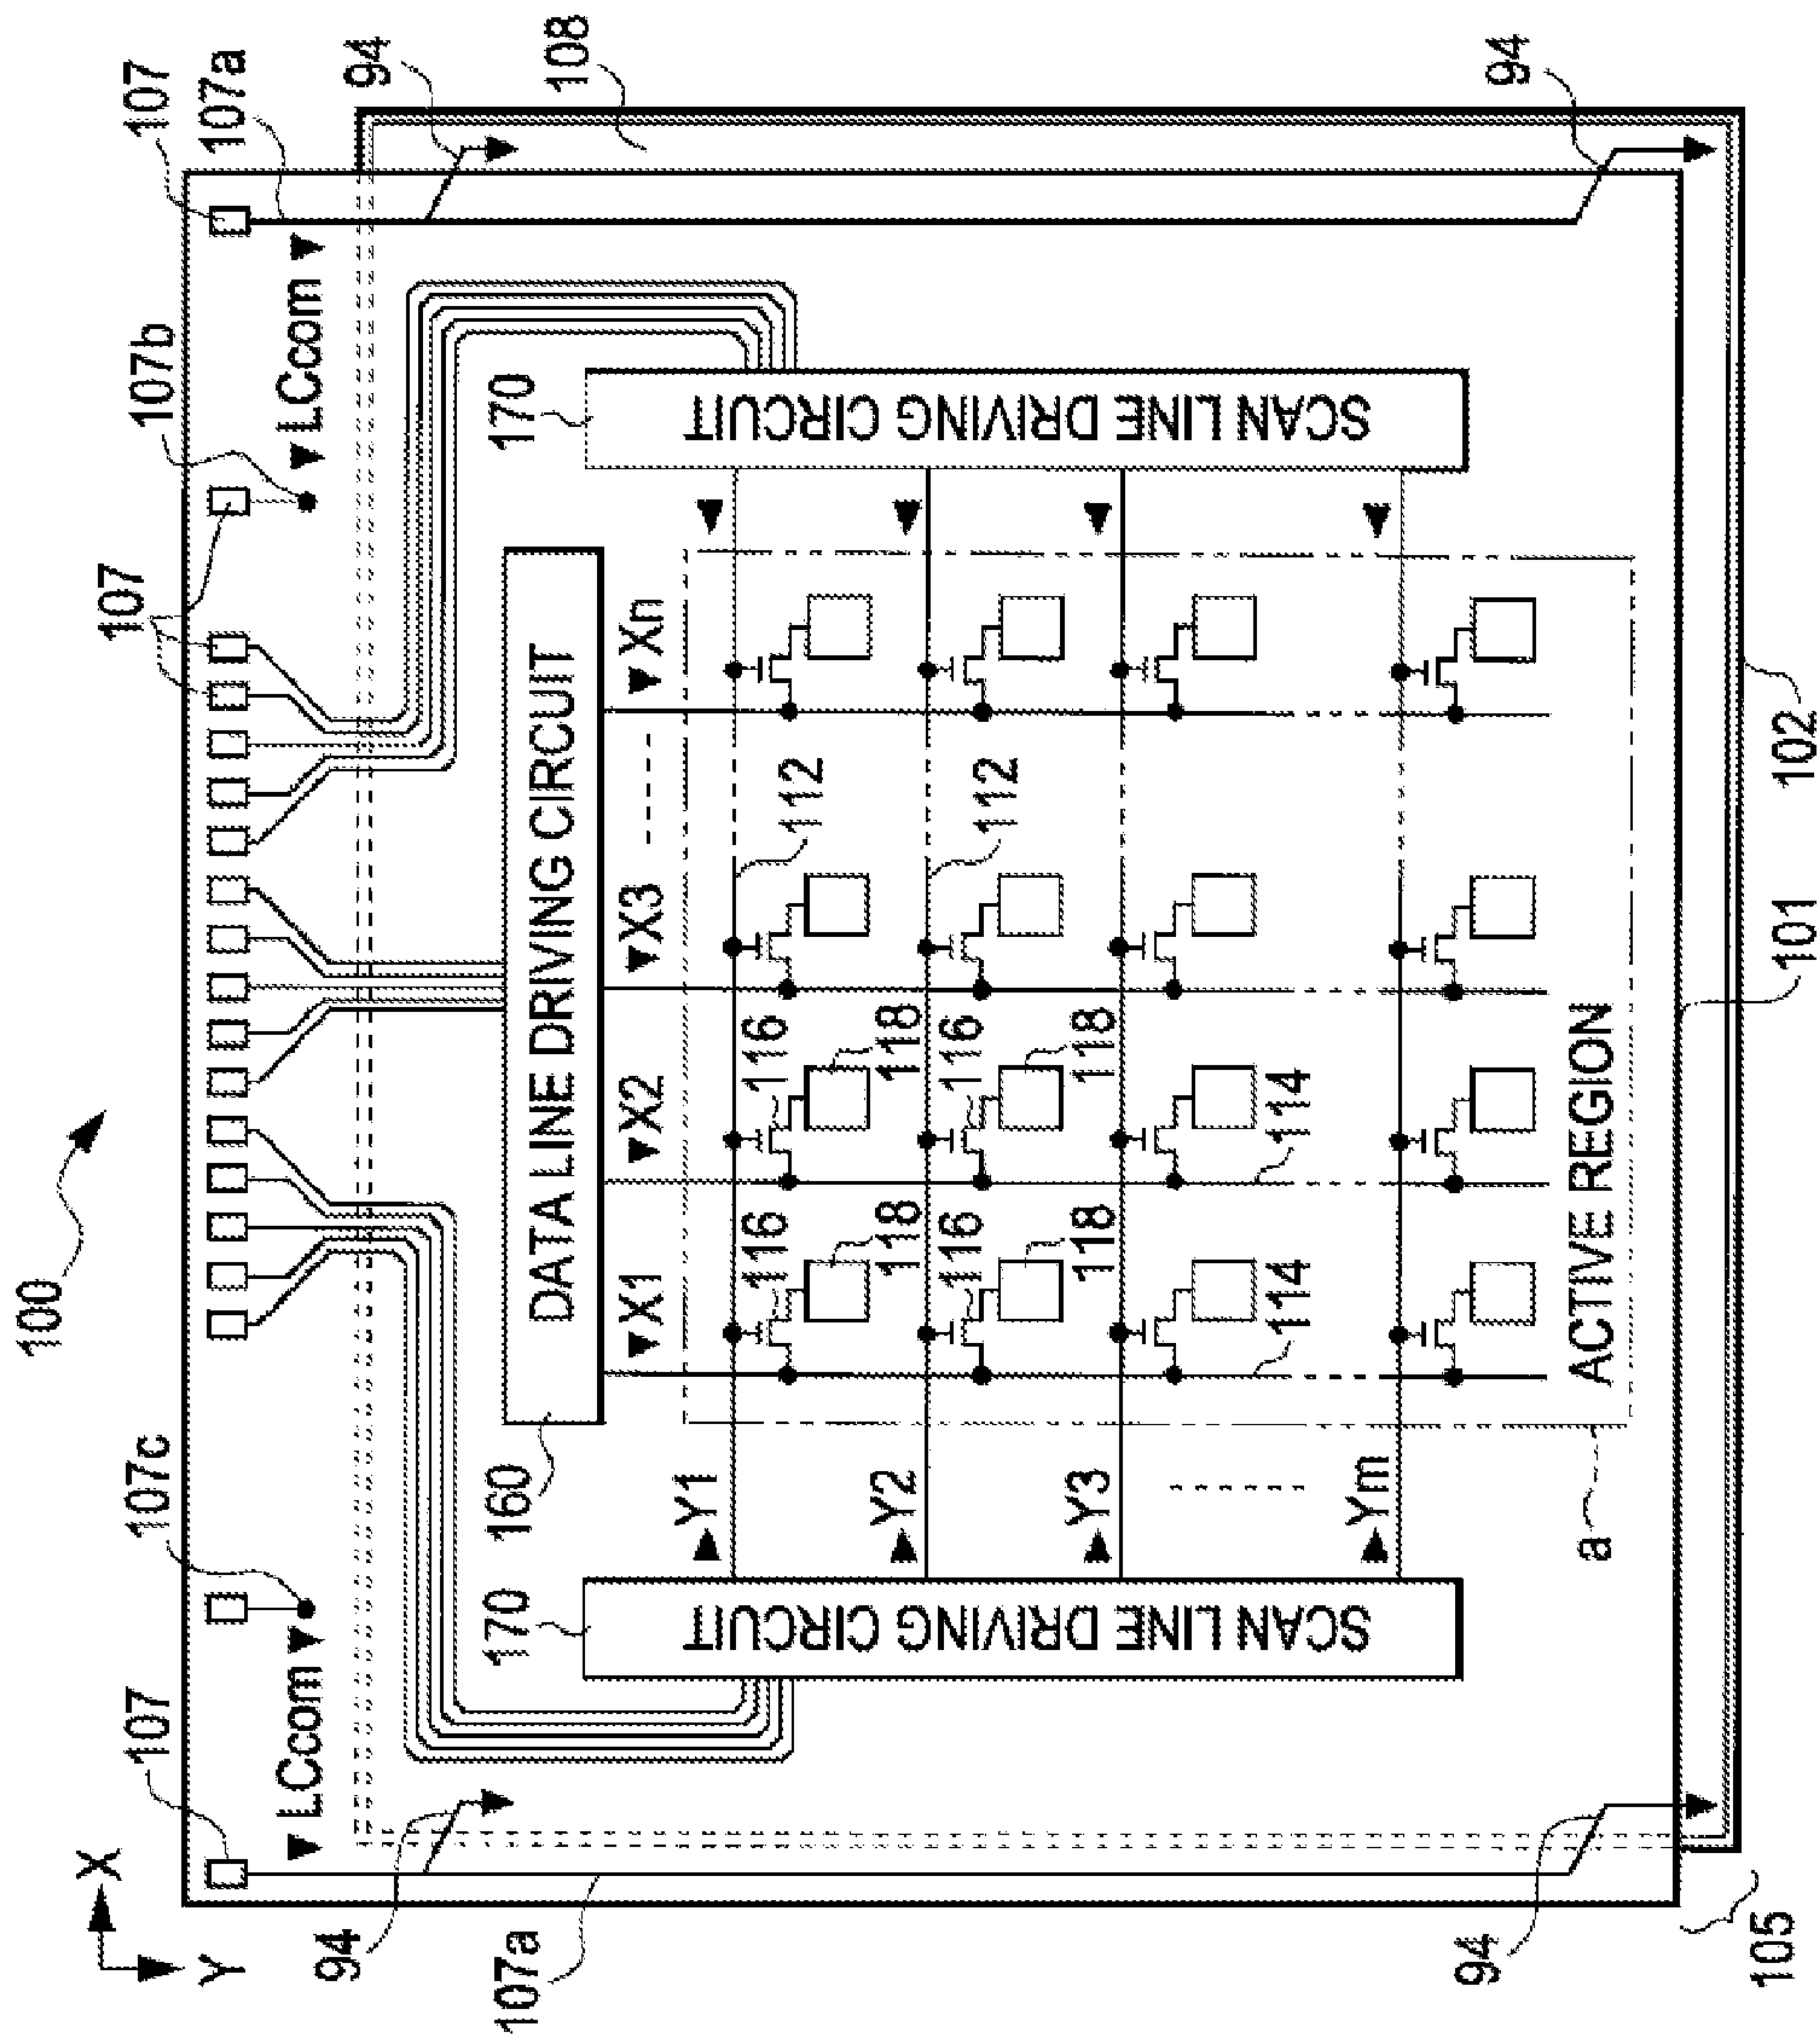 100
X
Y
107
107c
107
107b
107
107a
LCcom
LCcom
94
94
108
107a
160
DATA LINE DRIVING CIRCUIT
170
SCAN LINE DRIVING CIRCUIT
170
SCAN LINE DRIVING CIRCUIT
X1
X2
X3
Xn
Y1
116
116
112
118
118
Y2
116
116
112
118
118
Y3
114
114
Ym
a
ACTIVE REGION
94
94
105
101
102